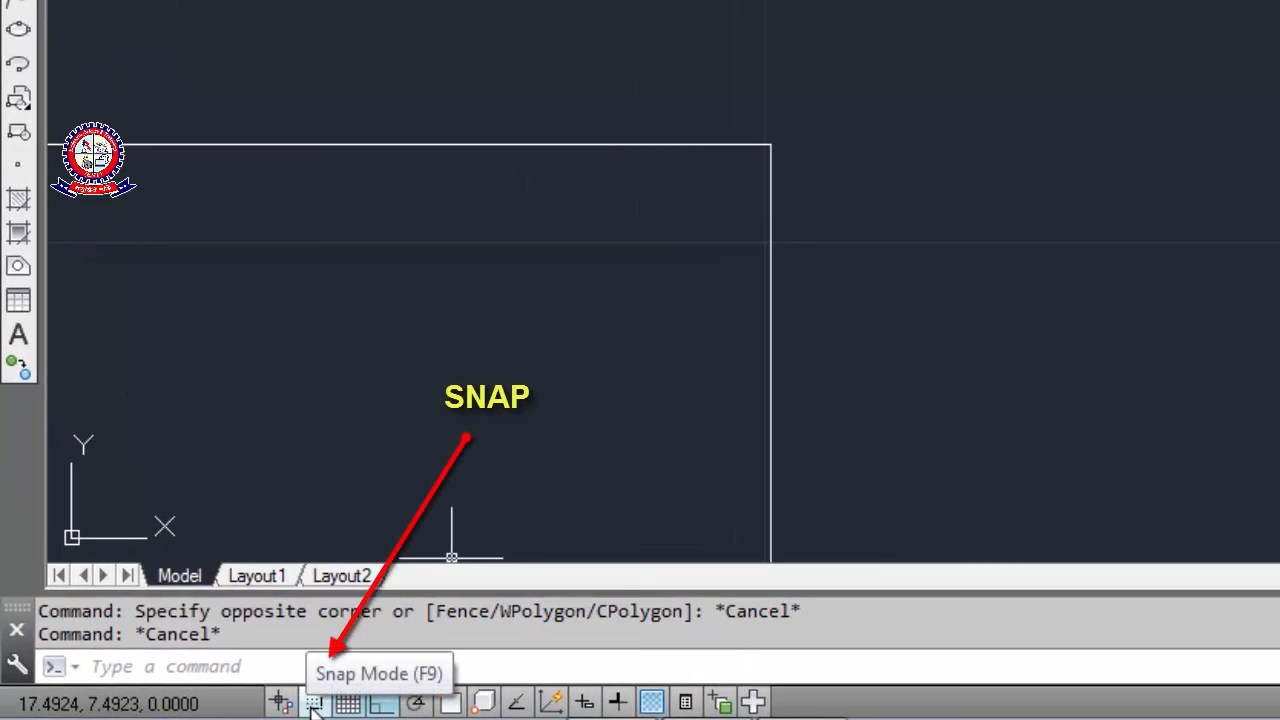 SNAP
Y
X
Model Layout1 Layout2
Command: Specify opposite corner or [Fence/WPolygon/CPolygon]: *Cancel*
Command: *Cancel*
Type a command
Snap Mode (F9)
17.4924, 7.4923, 0.0000
A